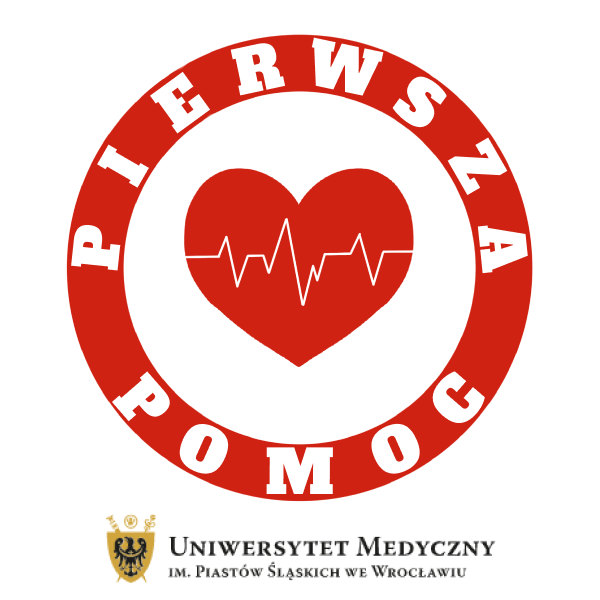 PIERWSZA
POMOC
UNIWERSYTET MEDYCZNY
IM. PIASTÓW ŚLĄSKICH WE WROCŁAWIU